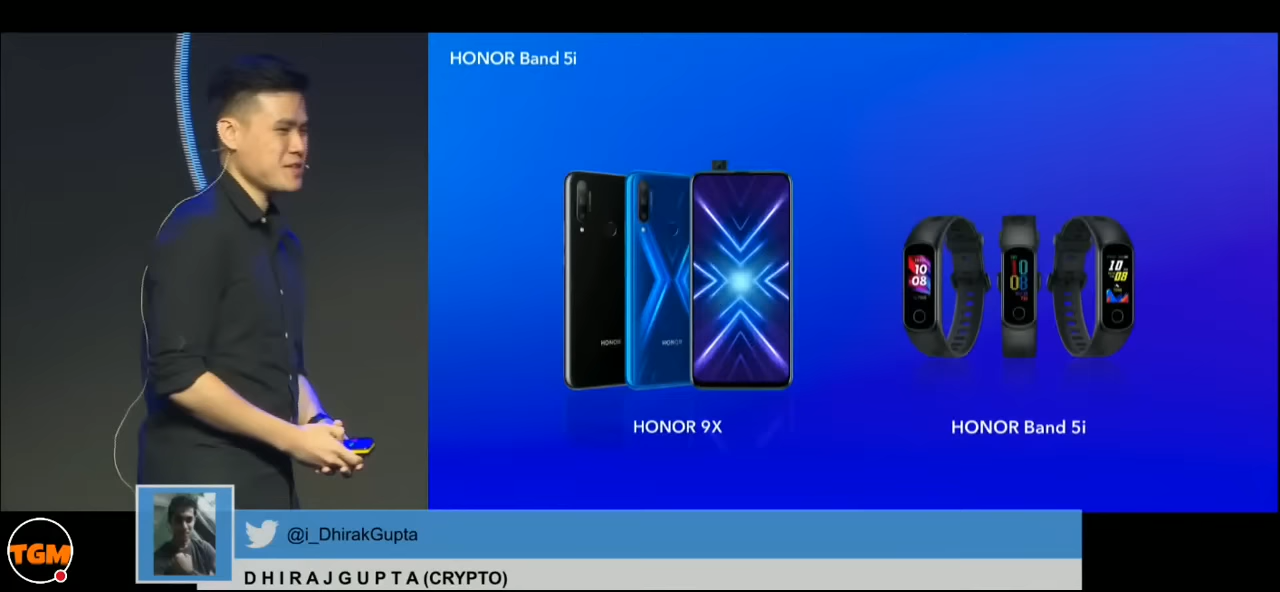 HONOR Band 5i
HONOR
HONOR
10
08
10
08
10
08
HONOR 9X
HONOR Band 5i
TGM
@i_DhirakGupta
D H I R A J G U P T A (CRYPTO)